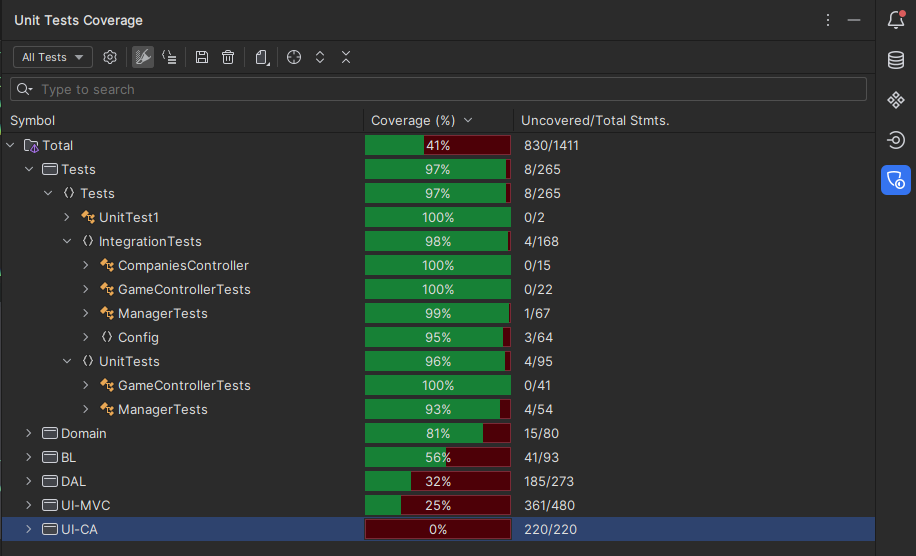 Unit Tests Coverage
All Tests
Type to search
Symbol Coverage (%) Uncovered/Total Stmts.
Total 41% 830/1411
Tests 97% 8/265
Tests 97% 8/265
UnitTest1 100% 0/2
IntegrationTests 98% 4/168
CompaniesController 100% 0/15
GameControllerTests 100% 0/22
ManagerTests 99% 1/67
Config 95% 3/64
UnitTests 96% 4/95
GameControllerTests 100% 0/41
ManagerTests 93% 4/54
Domain 81% 15/80
BL 56% 41/93
DAL 32% 185/273
UI-MVC 25% 361/480
UI-CA 0% 220/220